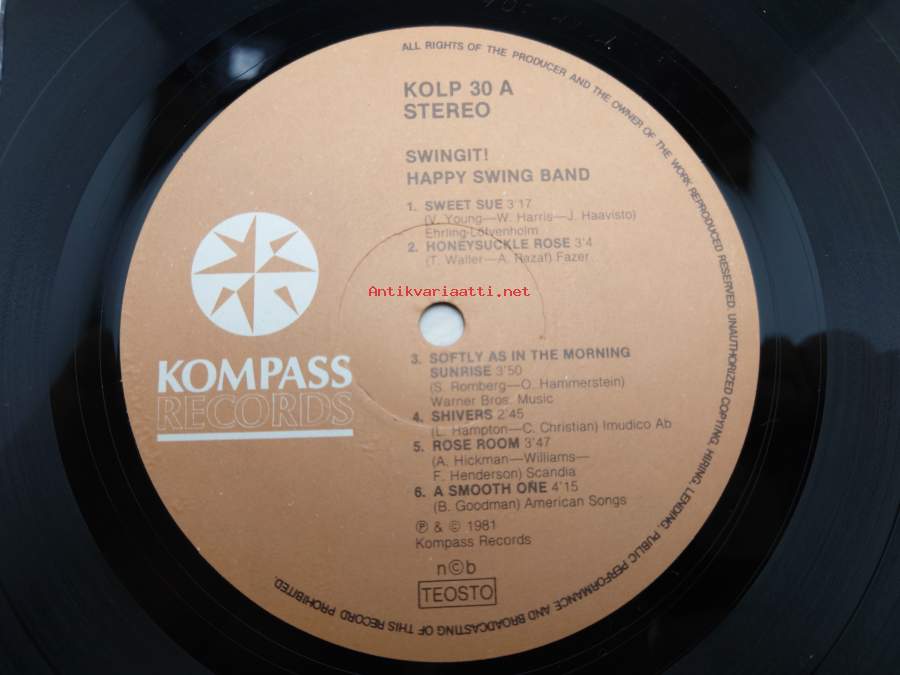 ALL RIGHTS OF THE PRODUCER AND THE OWNER OF THE WORK REPRODUCED RESERVED. UNAUTHORIZED COPYING, HIRING, LENDING, PUBLIC PERFORMANCE AND BROADCASTING OF THIS RECORD PROHIBITED.
KOLP 30 A
STEREO
SWINGIT!
HAPPY SWING BAND
1. SWEET SUE 3'17
(V. Young—W. Harris—J. Haavisto)
Ehrling-Löfvenholm
2. HONEYSUCKLE ROSE 3'4
(T. Waller—A. Razaf) Fazer
Antikvariaatti.net
KOMPASS
RECORDS
3. SOFTLY AS IN THE MORNING
SUNRISE 3'50
(S. Romberg—O. Hammerstein)
Warner Bros. Music
4. SHIVERS 2'45
(L. Hampton—C. Christian) Imudico Ab
5. ROSE ROOM 3'47
(A. Hickman—Williams—
F. Henderson) Scandia
6. A SMOOTH ONE 4'15
(B. Goodman) American Songs
℗ & © 1981
Kompass Records
n©b
TEOSTO